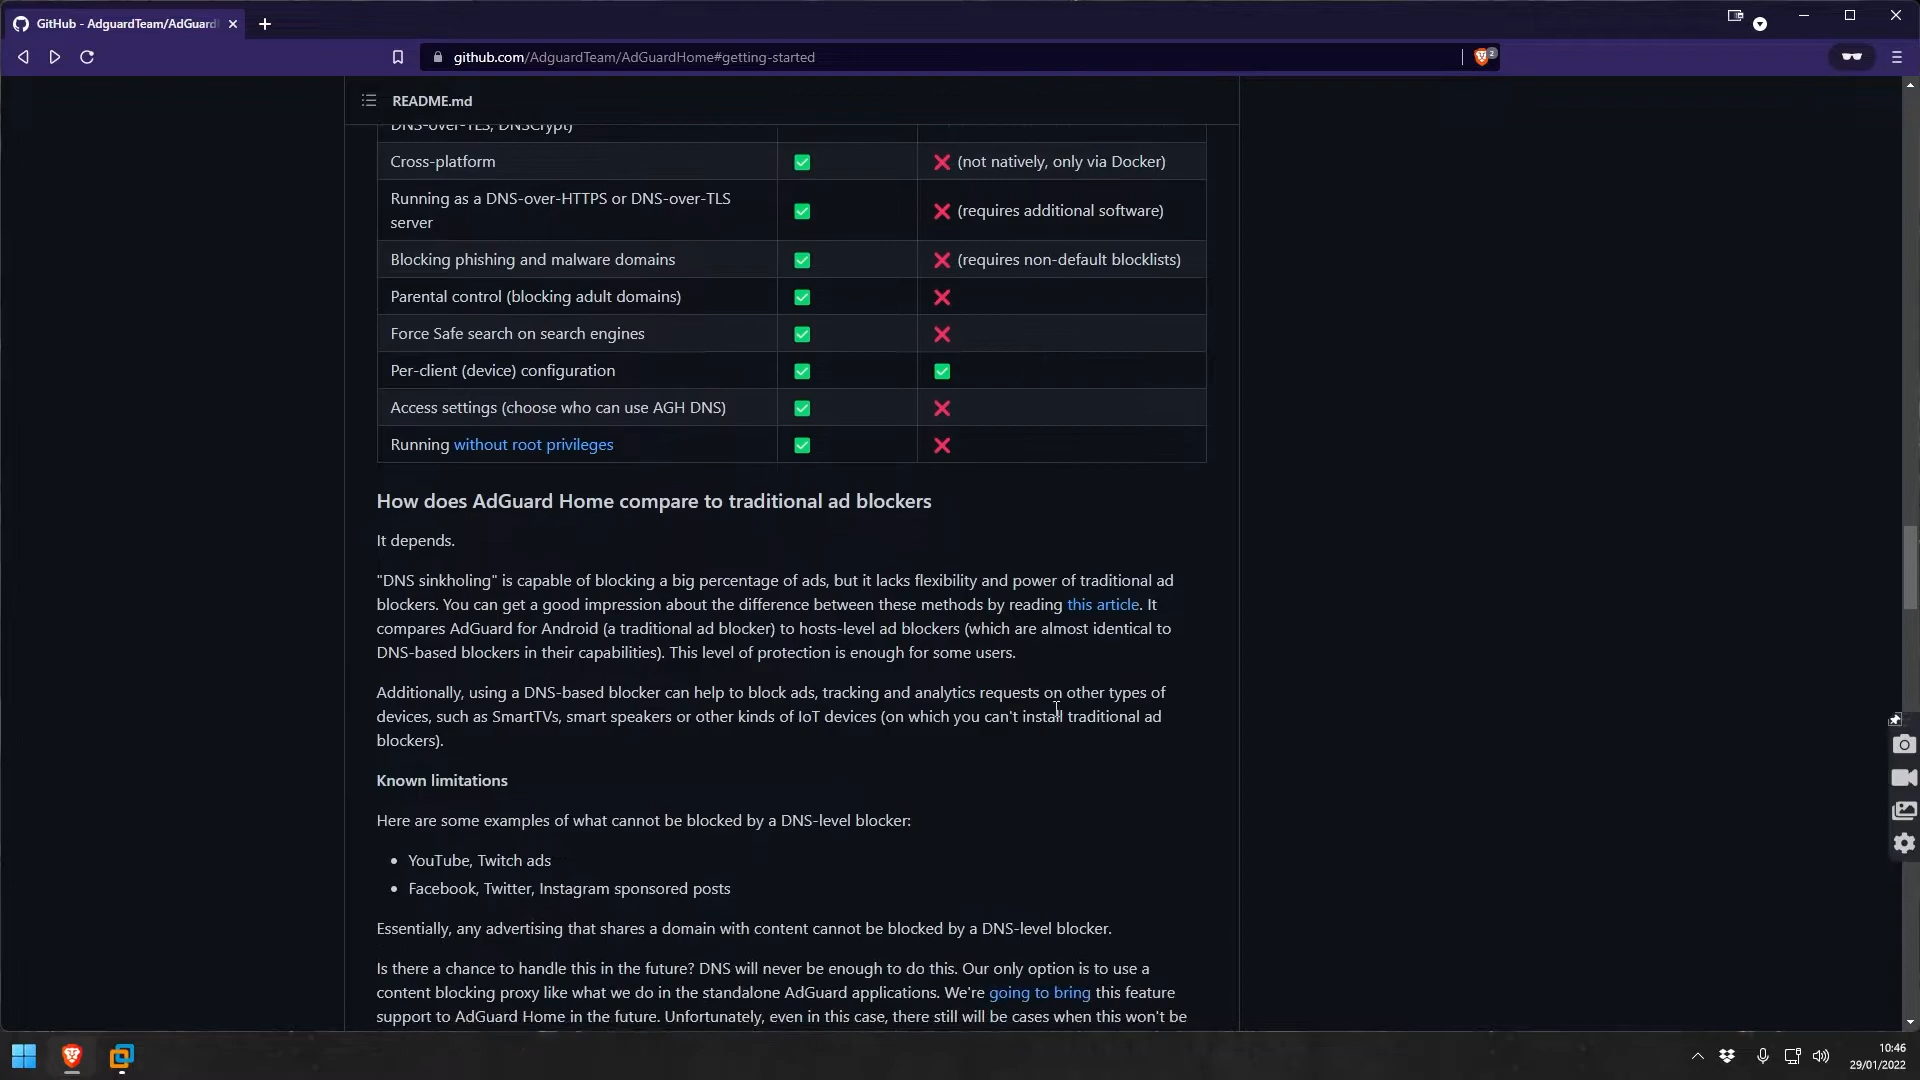 GitHub - AdguardTeam/AdGuard
github.com/AdguardTeam/AdGuardHome#getting-started
2
README.md
DNS-over-TLS, DNSCrypt)
Cross-platform
(not natively, only via Docker)
Running as a DNS-over-HTTPS or DNS-over-TLS
server
(requires additional software)
Blocking phishing and malware domains
(requires non-default blocklists)
Parental control (blocking adult domains)
Force Safe search on search engines
Per-client (device) configuration
Access settings (choose who can use AGH DNS)
Running without root privileges
How does AdGuard Home compare to traditional ad blockers
It depends.
"DNS sinkholing" is capable of blocking a big percentage of ads, but it lacks flexibility and power of traditional ad
blockers. You can get a good impression about the difference between these methods by reading this article. It
compares AdGuard for Android (a traditional ad blocker) to hosts-level ad blockers (which are almost identical to
DNS-based blockers in their capabilities). This level of protection is enough for some users.
Additionally, using a DNS-based blocker can help to block ads, tracking and analytics requests on other types of
devices, such as SmartTVs, smart speakers or other kinds of IoT devices (on which you can't install traditional ad
blockers).
Known limitations
Here are some examples of what cannot be blocked by a DNS-level blocker:
• YouTube, Twitch ads
• Facebook, Twitter, Instagram sponsored posts
Essentially, any advertising that shares a domain with content cannot be blocked by a DNS-level blocker.
Is there a chance to handle this in the future? DNS will never be enough to do this. Our only option is to use a
content blocking proxy like what we do in the standalone AdGuard applications. We're going to bring this feature
support to AdGuard Home in the future. Unfortunately, even in this case, there still will be cases when this won't be
10:46
29/01/2022